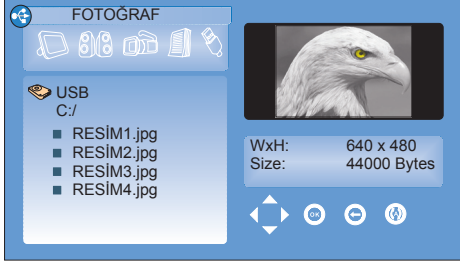 FOTOĞRAF
USB
C:/
RESİM1.jpg
RESİM2.jpg
RESİM3.jpg
RESİM4.jpg
WxH: 640 x 480
Size: 44000 Bytes
OK